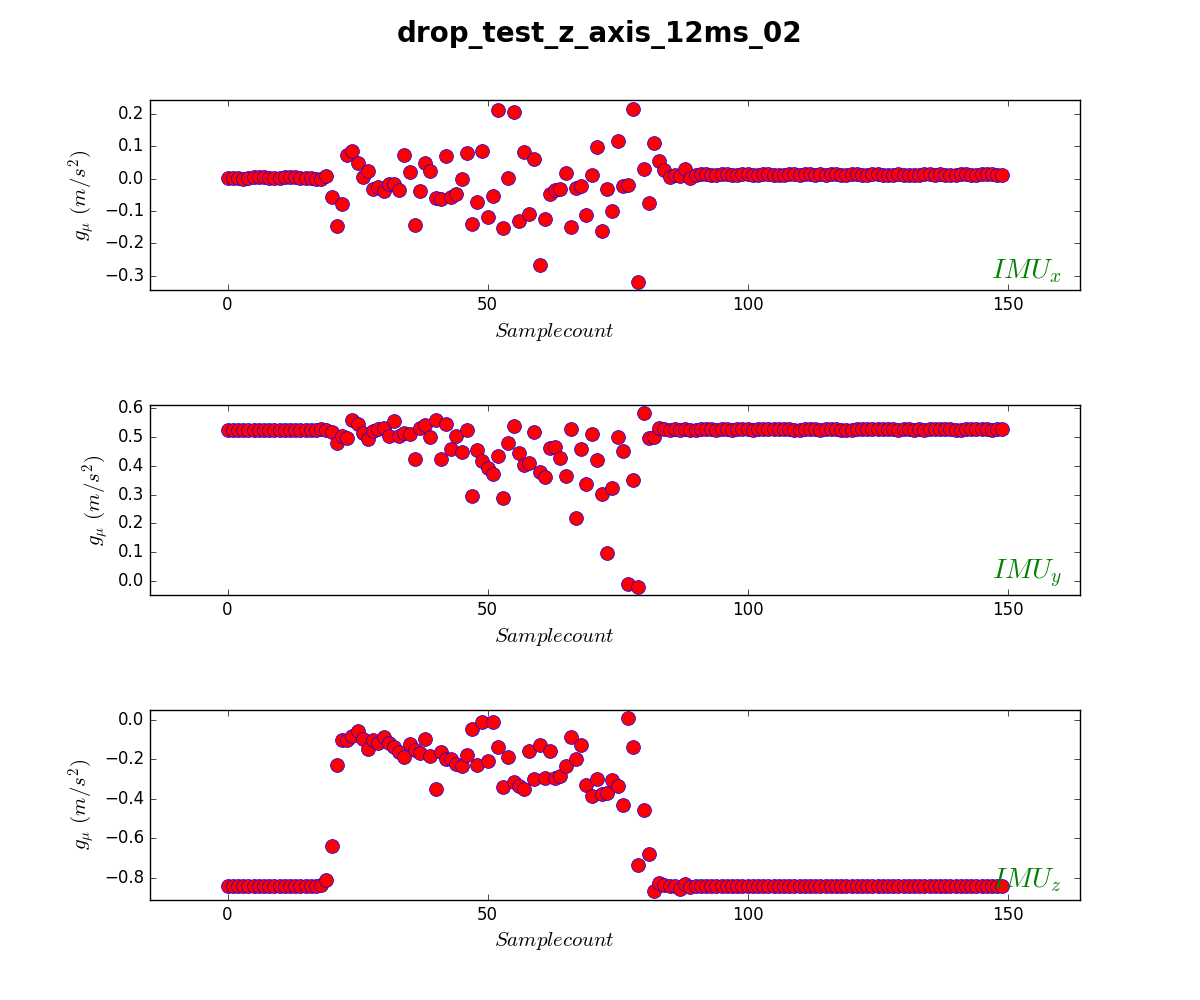 drop_test_z_axis_12ms_02
0.2
0.1
0.0
−0.1
−0.2
−0.3
g_μ (m/s²)
IMU_x
0 50 100 150
Samplecount
0.6
0.5
0.4
0.3
0.2
0.1
0.0
g_μ (m/s²)
IMU_y
0 50 100 150
Samplecount
0.0
−0.2
−0.4
−0.6
−0.8
g_μ (m/s²)
IMU_z
0 50 100 150
Samplecount